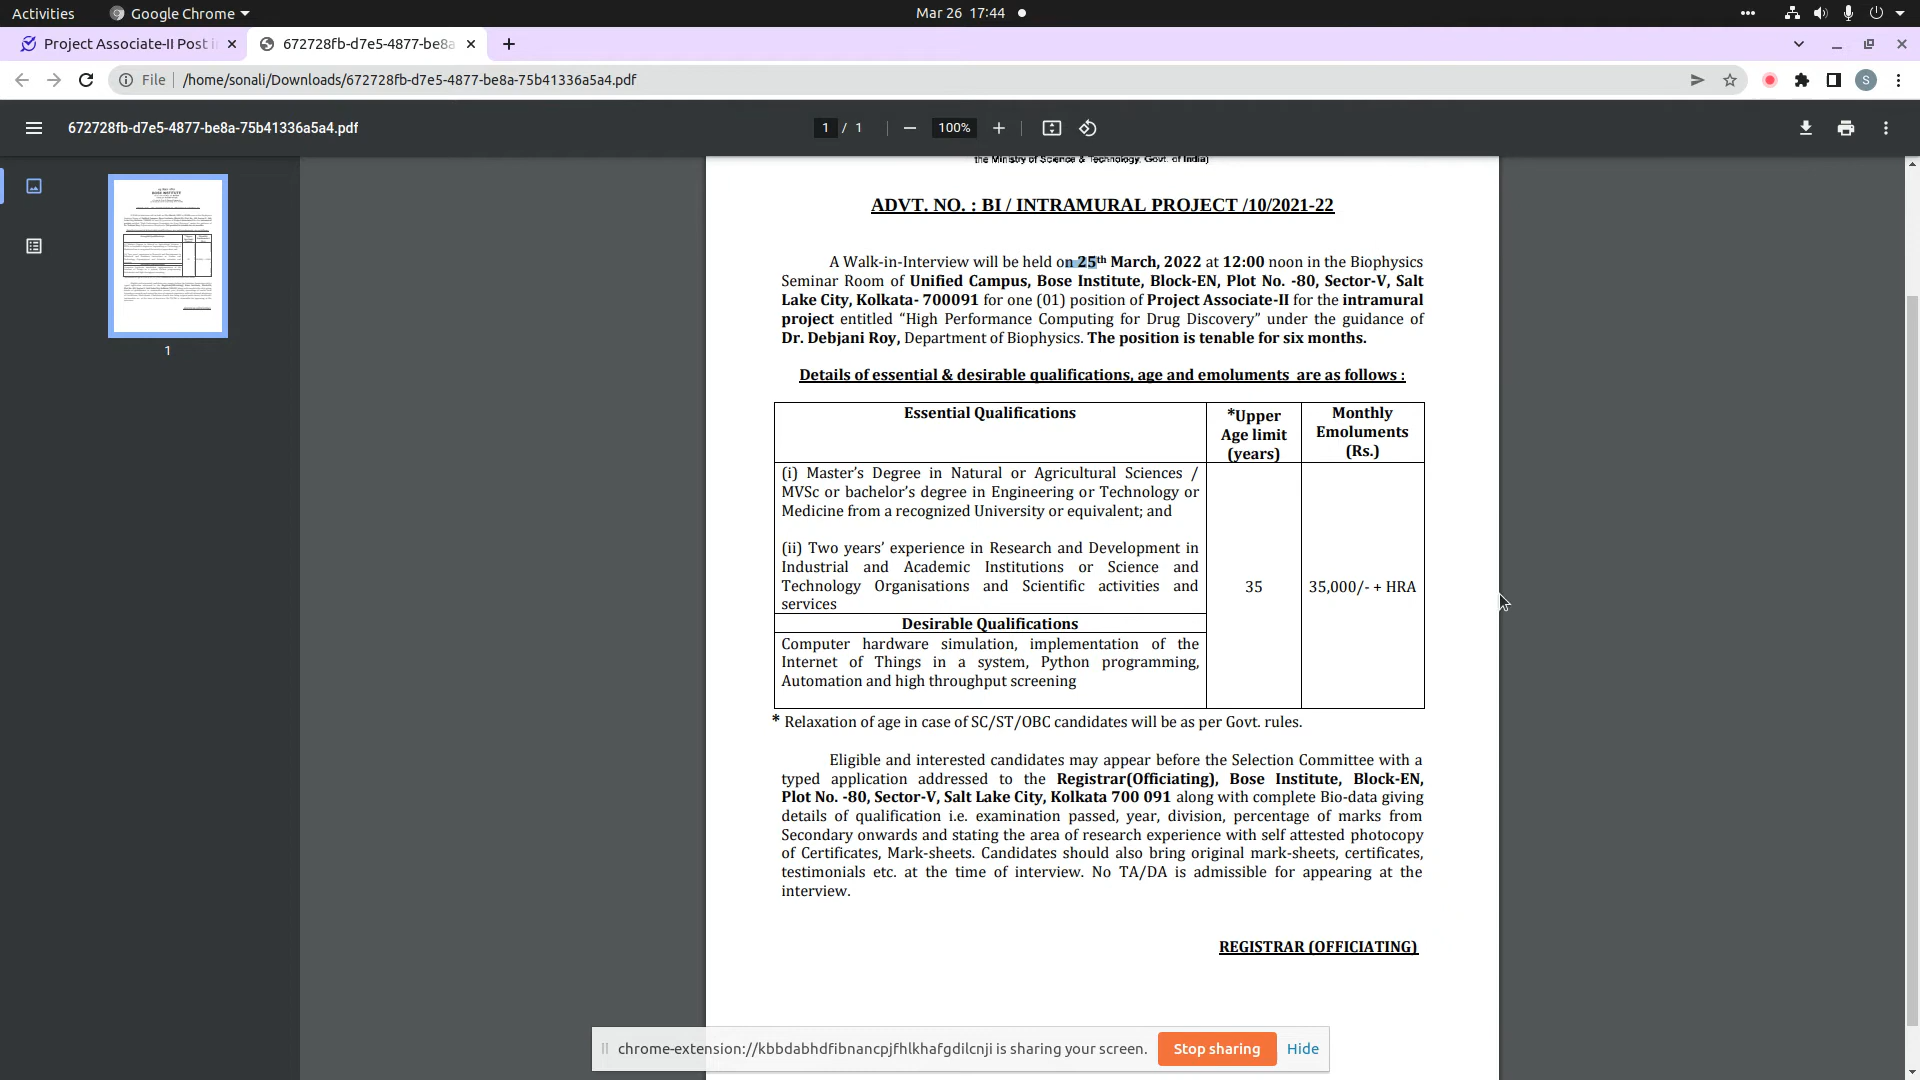 Activities
Google Chrome
Mar 26 17:44
Project Associate-II Post i
672728fb-d7e5-4877-be8a
File
/home/sonali/Downloads/672728fb-d7e5-4877-be8a-75b41336a5a4.pdf
S
672728fb-d7e5-4877-be8a-75b41336a5a4.pdf
1 / 1
100%
BOSE INSTITUTE
1
the Ministry of Science & Technology, Govt. of India)
ADVT. NO. : BI / INTRAMURAL PROJECT /10/2021-22
A Walk-in-Interview will be held on 25th March, 2022 at 12:00 noon in the Biophysics
Seminar Room of Unified Campus, Bose Institute, Block-EN, Plot No. -80, Sector-V, Salt
Lake City, Kolkata- 700091 for one (01) position of Project Associate-II for the intramural
project entitled “High Performance Computing for Drug Discovery” under the guidance of
Dr. Debjani Roy, Department of Biophysics. The position is tenable for six months.
Details of essential & desirable qualifications, age and emoluments are as follows :
Essential Qualifications
*Upper
Age limit
(years)
Monthly
Emoluments
(Rs.)
(i) Master’s Degree in Natural or Agricultural Sciences /
MVSc or bachelor’s degree in Engineering or Technology or
Medicine from a recognized University or equivalent; and
(ii) Two years’ experience in Research and Development in
Industrial and Academic Institutions or Science and
Technology Organisations and Scientific activities and
services
35
35,000/- + HRA
Desirable Qualifications
Computer hardware simulation, implementation of the
Internet of Things in a system, Python programming,
Automation and high throughput screening
* Relaxation of age in case of SC/ST/OBC candidates will be as per Govt. rules.
Eligible and interested candidates may appear before the Selection Committee with a
typed application addressed to the Registrar(Officiating), Bose Institute, Block-EN,
Plot No. -80, Sector-V, Salt Lake City, Kolkata 700 091 along with complete Bio-data giving
details of qualification i.e. examination passed, year, division, percentage of marks from
Secondary onwards and stating the area of research experience with self attested photocopy
of Certificates, Mark-sheets. Candidates should also bring original mark-sheets, certificates,
testimonials etc. at the time of interview. No TA/DA is admissible for appearing at the
interview.
REGISTRAR (OFFICIATING)
chrome-extension://kbbdabhdfibnancpjfhlkhafgdilcnji is sharing your screen.
Stop sharing
Hide